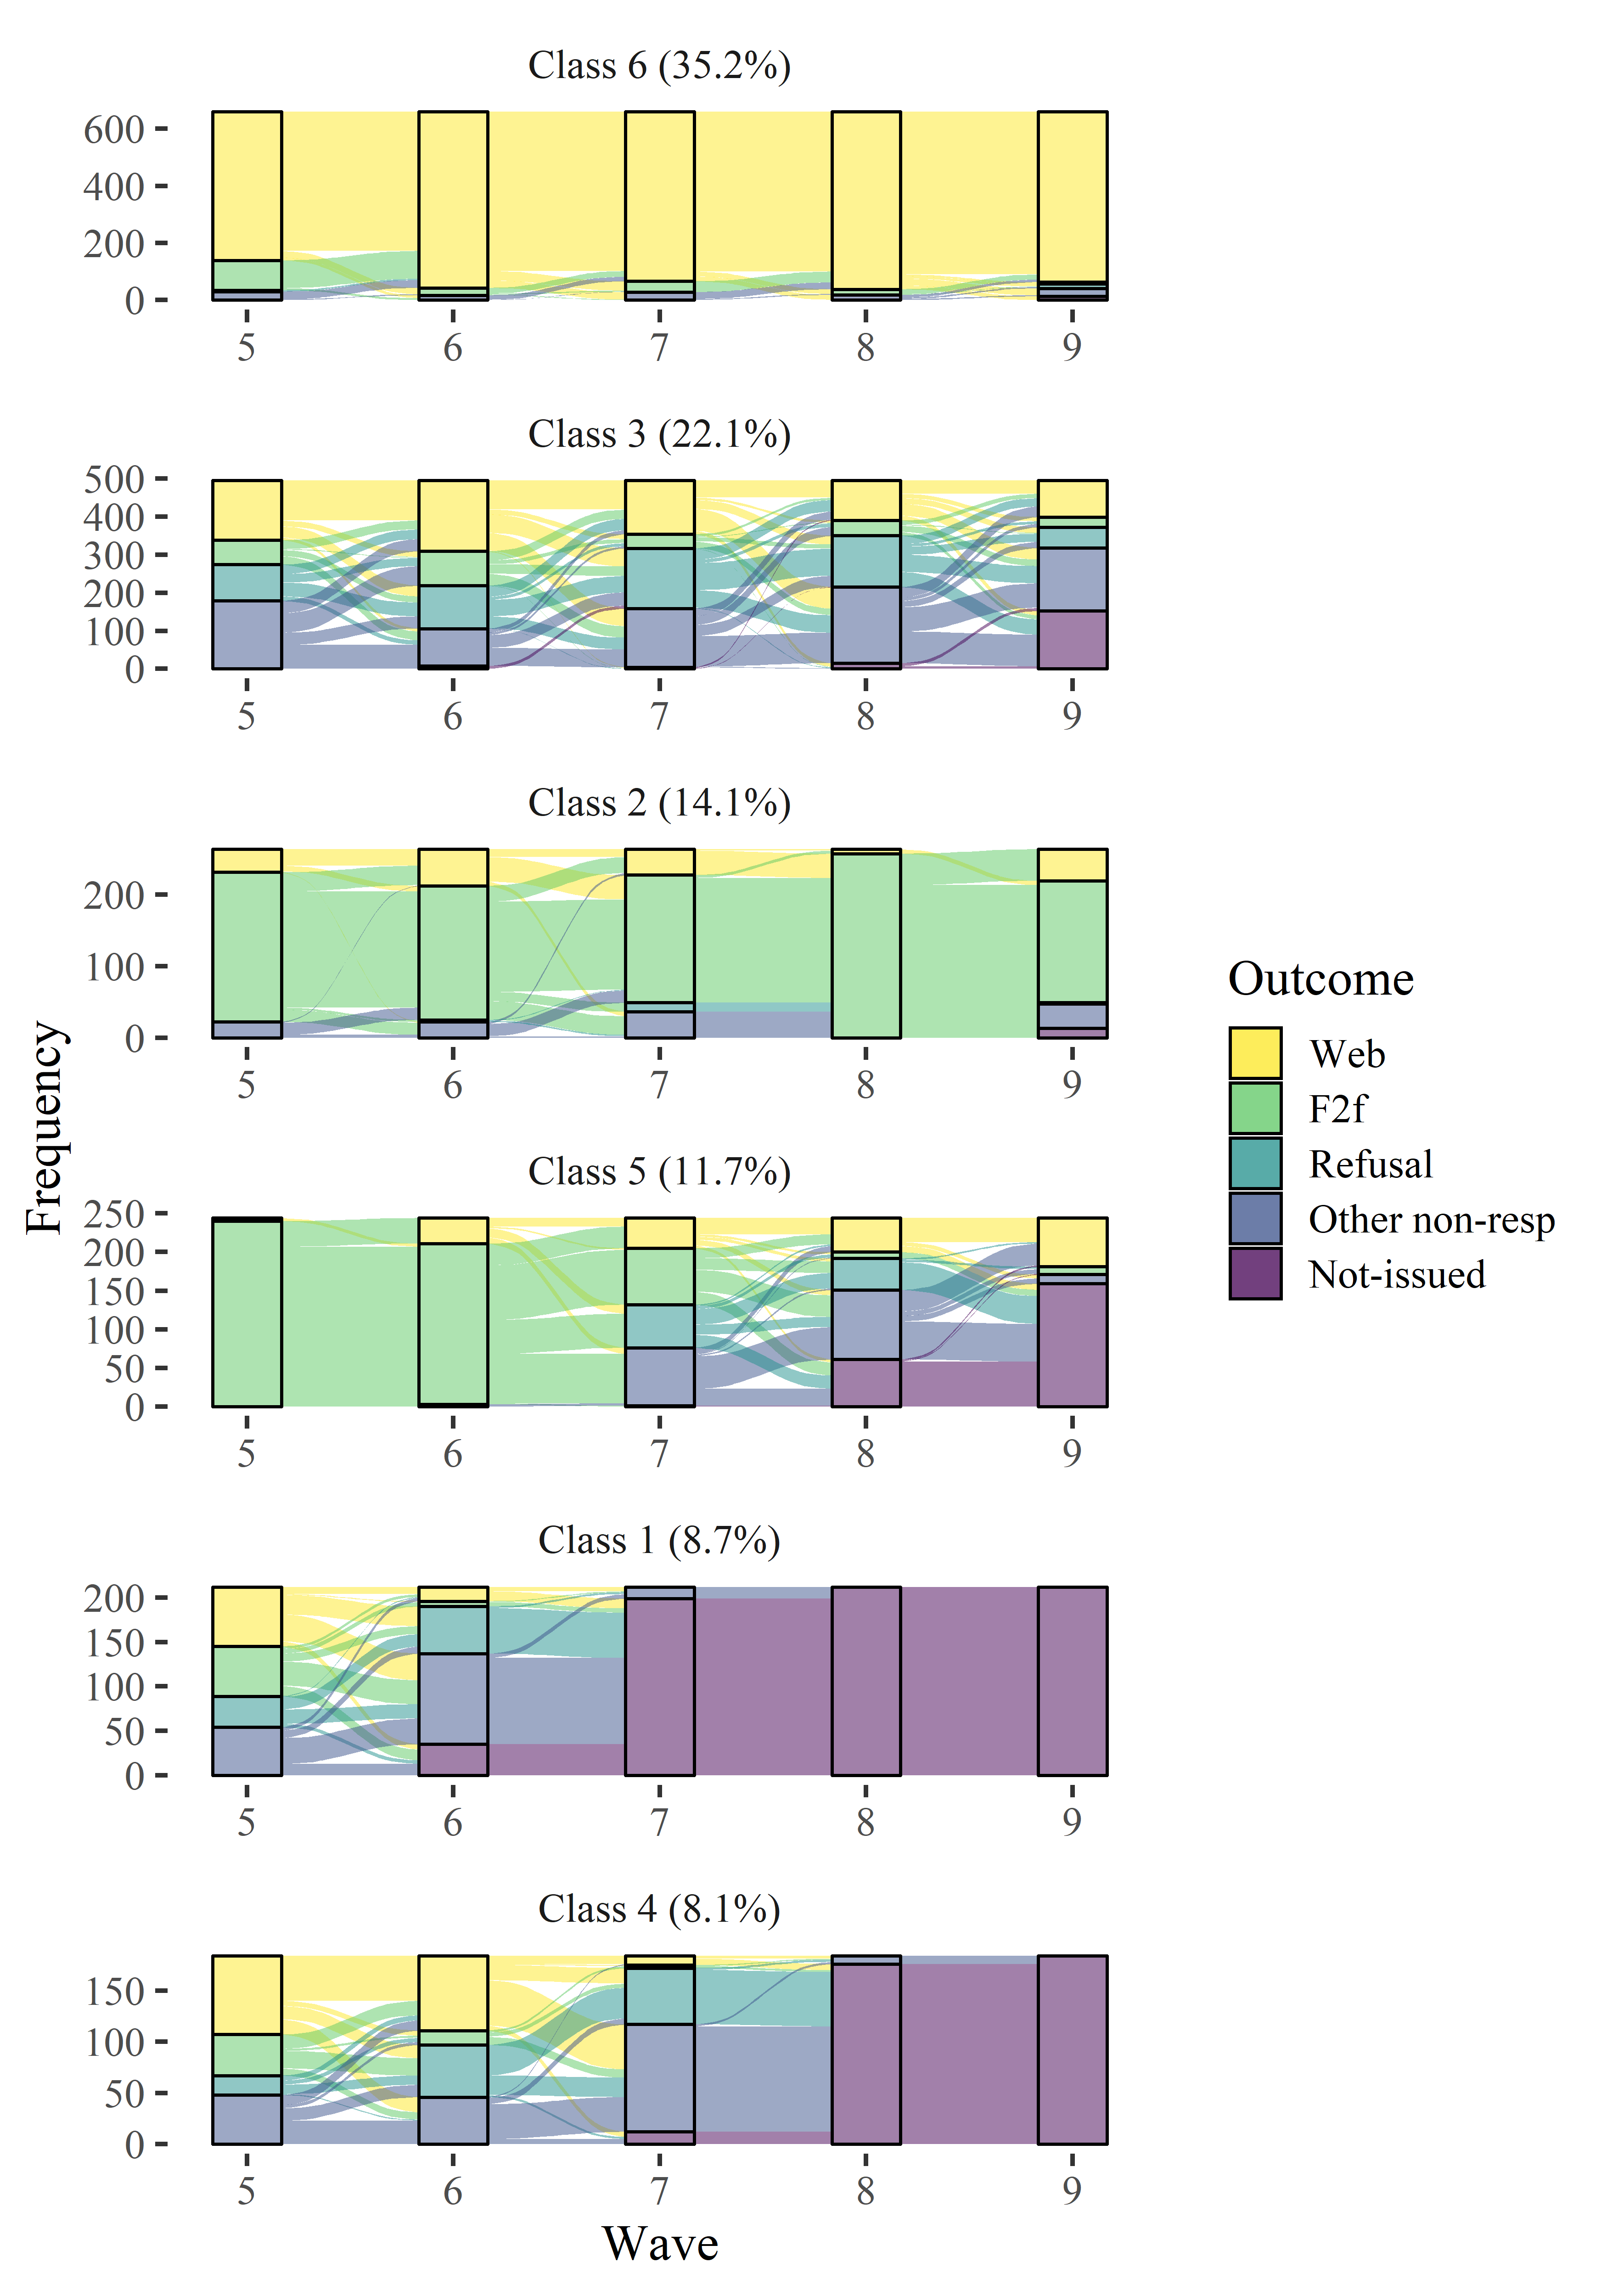 Class 6 (35.2%)
600
400
200
0
5 6 7 8 9
Class 3 (22.1%)
500
400
300
200
100
0
5 6 7 8 9
Class 2 (14.1%)
200
100
0
5 6 7 8 9
Class 5 (11.7%)
250
200
150
100
50
0
5 6 7 8 9
Class 1 (8.7%)
200
150
100
50
0
5 6 7 8 9
Class 4 (8.1%)
150
100
50
0
5 6 7 8 9
Wave
Frequency
Outcome
Web
F2f
Refusal
Other non-resp
Not-issued